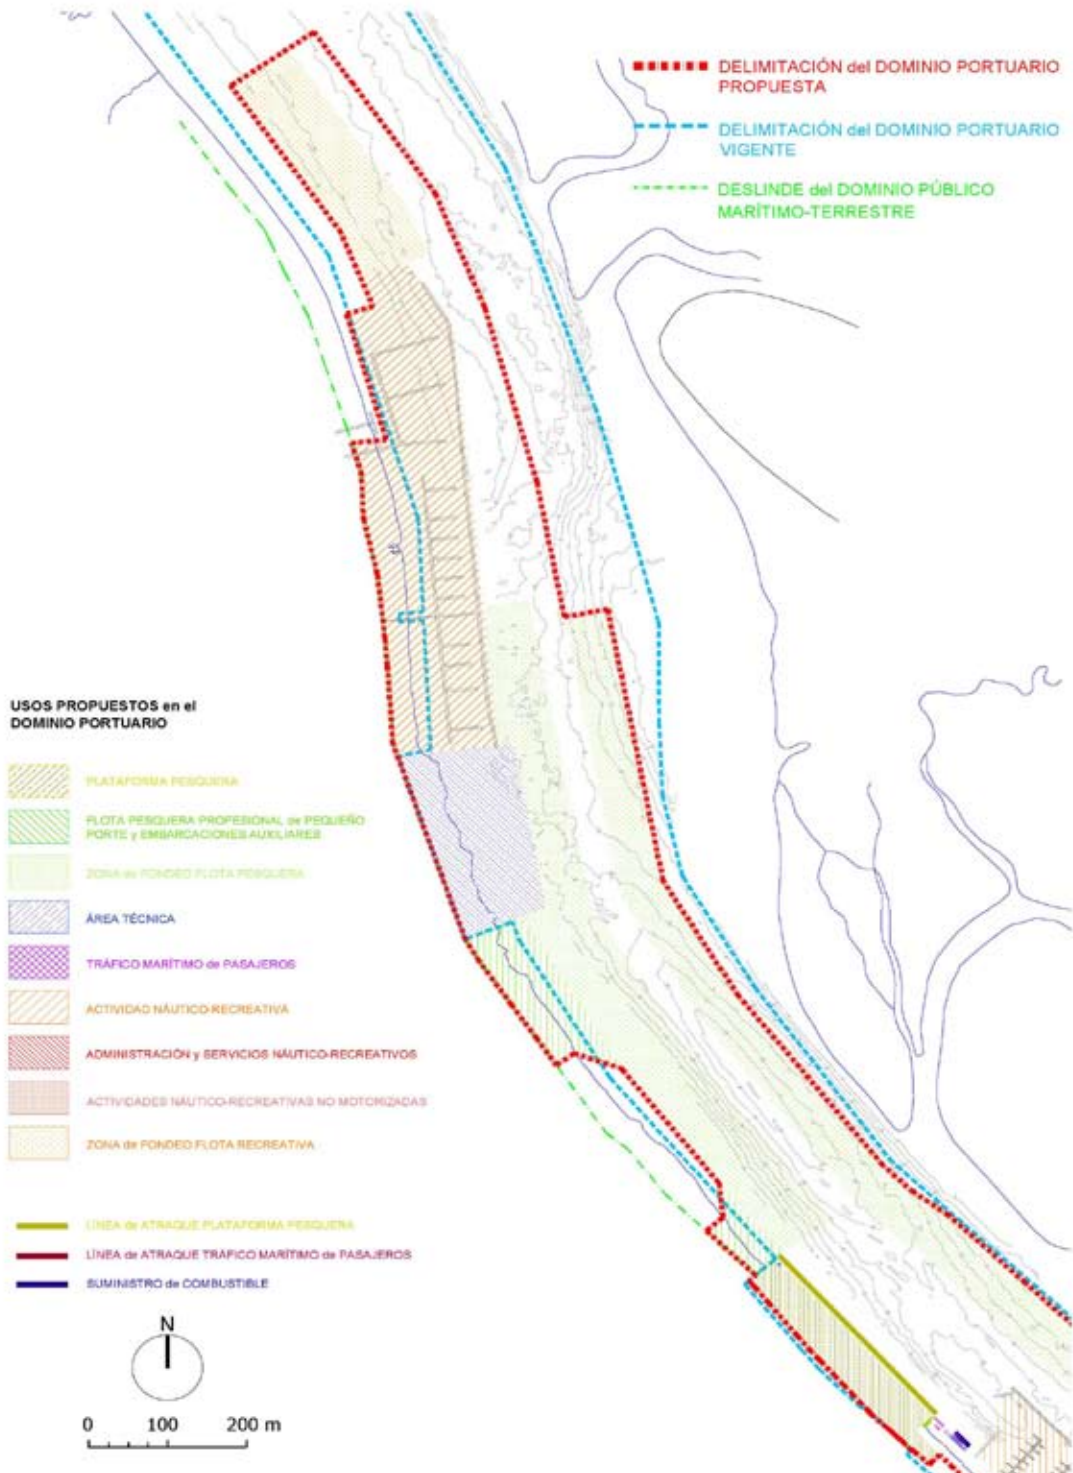 DELIMITACIÓN del DOMINIO PORTUARIO
PROPUESTA
DELIMITACIÓN del DOMINIO PORTUARIO
VIGENTE
DESLINDE del DOMINIO PÚBLICO
MARÍTIMO-TERRESTRE
USOS PROPUESTOS en el
DOMINIO PORTUARIO
PLATAFORMA PESQUERA
FLOTA PESQUERA PROFESIONAL de PEQUEÑO
PORTE y EMBARCACIONES AUXILIARES
ZONA de FONDEO FLOTA PESQUERA
ÁREA TÉCNICA
TRÁFICO MARÍTIMO de PASAJEROS
ACTIVIDAD NÁUTICO-RECREATIVA
ADMINISTRACIÓN y SERVICIOS NÁUTICO-RECREATIVOS
ACTIVIDADES NÁUTICO-RECREATIVAS NO MOTORIZADAS
ZONA de FONDEO FLOTA RECREATIVA
LÍNEA de ATRAQUE PLATAFORMA PESQUERA
LÍNEA de ATRAQUE TRÁFICO MARÍTIMO de PASAJEROS
SUMINISTRO de COMBUSTIBLE
N
0 100 200 m